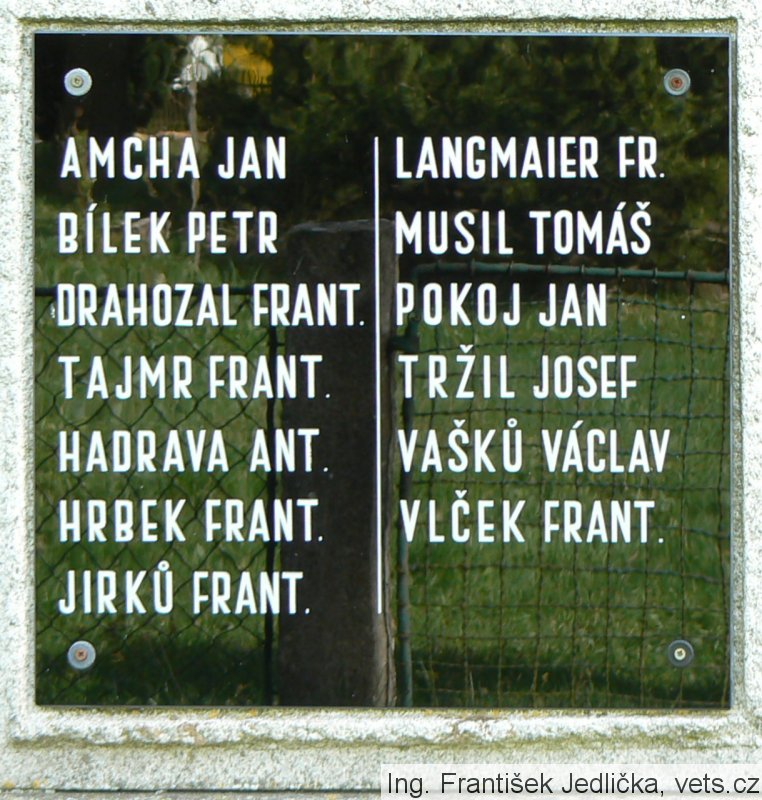 AMCHA JAN
BÍLEK PETR
DRAHOZAL FRANT.
TAJMR FRANT.
HADRAVA ANT.
HRBEK FRANT.
JIRKŮ FRANT.
LANGMAIER FR.
MUSIL TOMÁŠ
POKOJ JAN
TRŽIL JOSEF
VAŠKŮ VÁCLAV
VLČEK FRANT.
Ing. František Jedlička, vets.cz